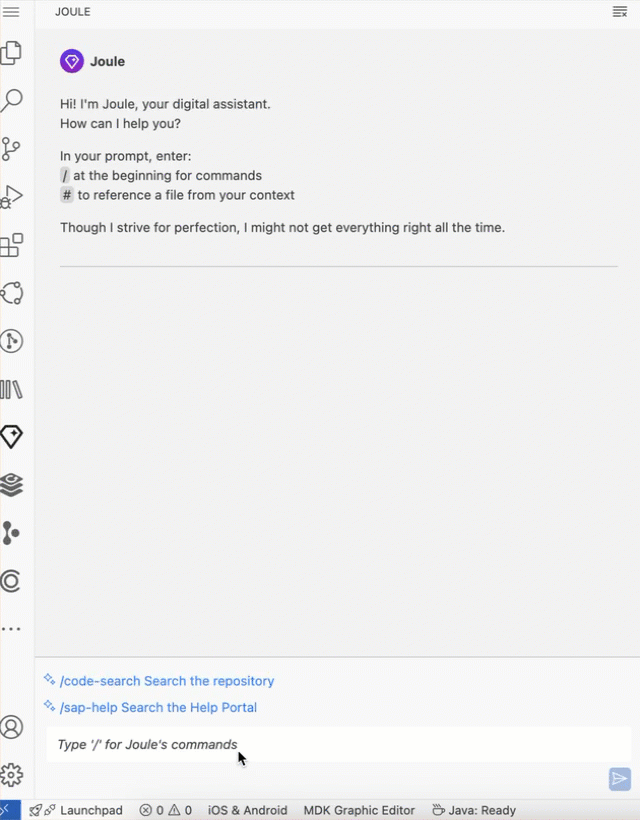 JOULE
Joule
Hi! I'm Joule, your digital assistant.
How can I help you?
In your prompt, enter:
/ at the beginning for commands
# to reference a file from your context
Though I strive for perfection, I might not get everything right all the time.
/code-search Search the repository
/sap-help Search the Help Portal
Type '/' for Joule's commands
Launchpad 0 0 iOS & Android MDK Graphic Editor Java: Ready